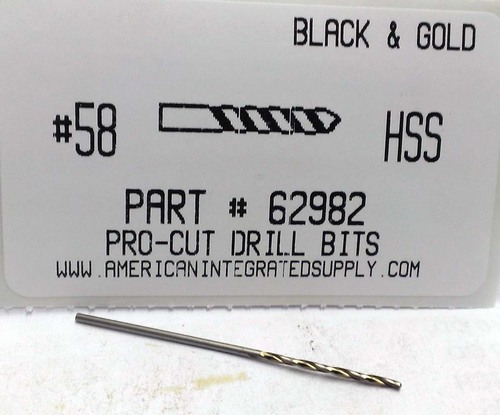 BLACK & GOLD
#58
HSS
PART # 62982
PRO-CUT DRILL BITS
WWW.AMERICANINTEGRATEDSUPPLY.COM